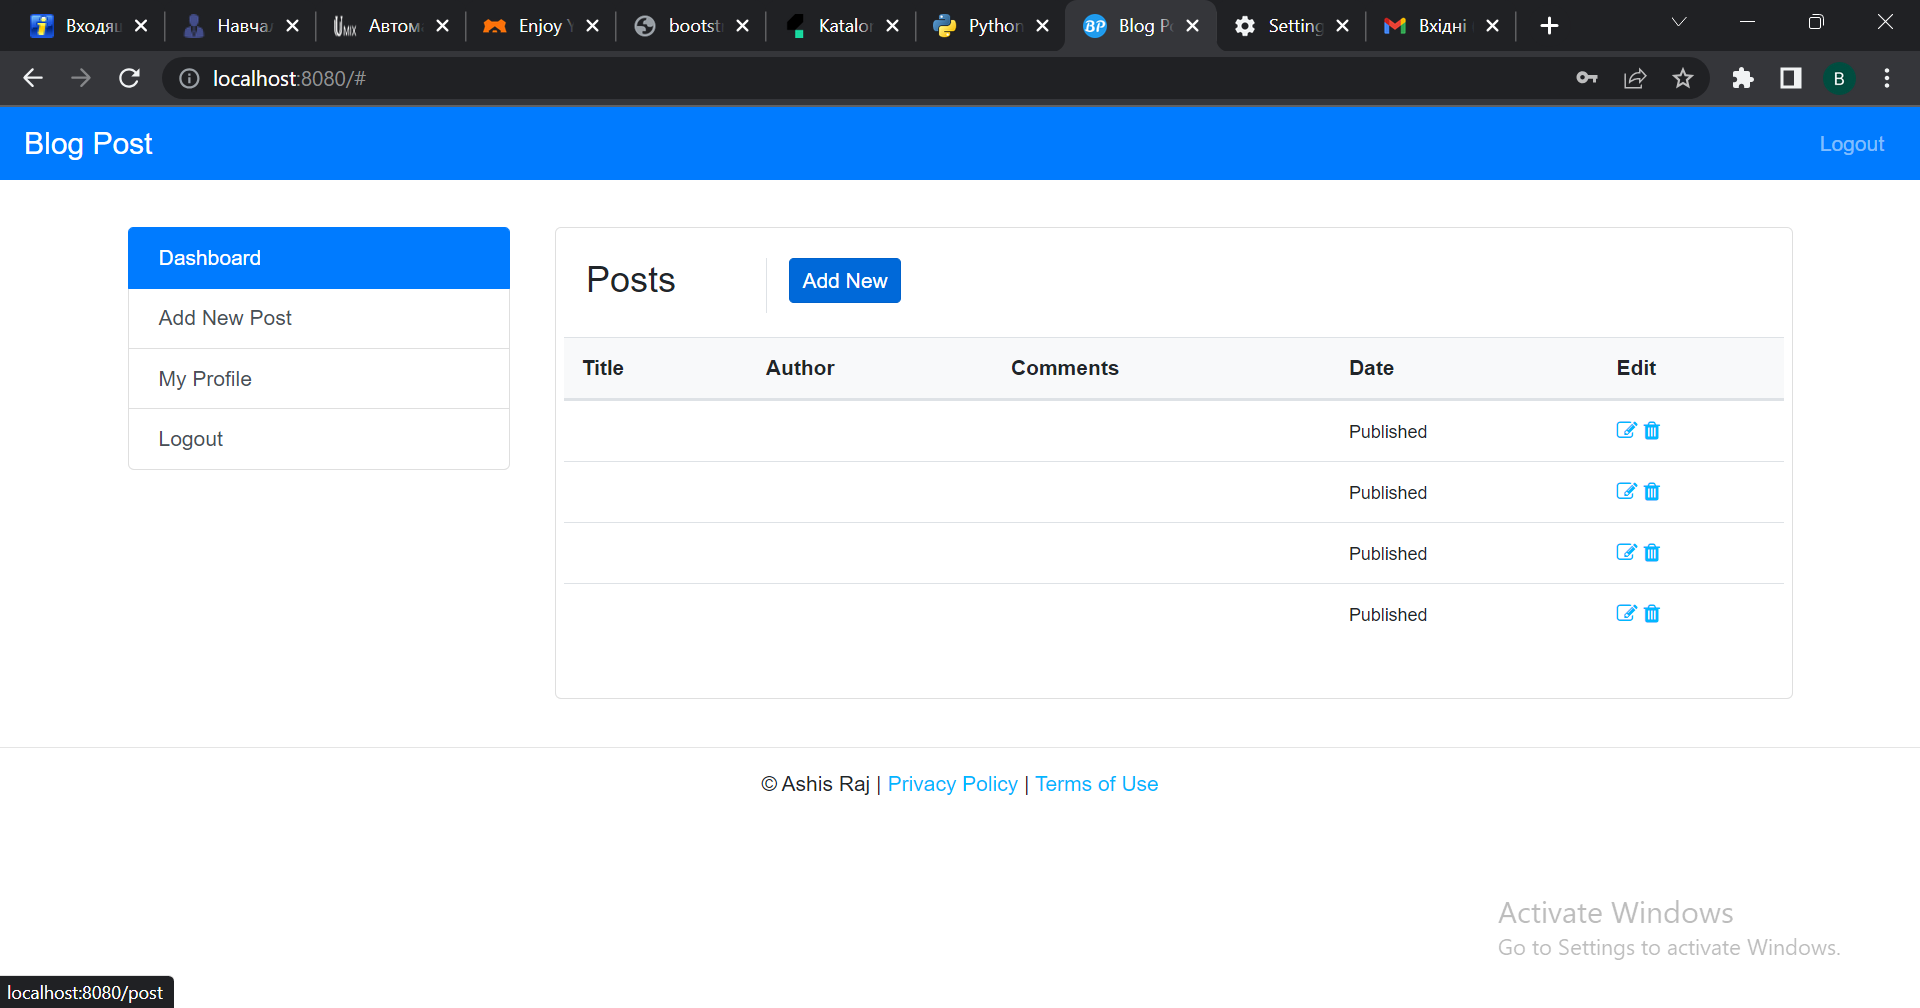 Входящ Навча Автом Enjoy Y bootst Katalor Python Blog Po Setting Вхідні
localhost:8080/#
B
Blog Post Logout
Dashboard
Add New Post
My Profile
Logout
Posts Add New
Title Author Comments Date Edit
Published
Published
Published
Published
© Ashis Raj | Privacy Policy | Terms of Use
Activate Windows
Go to Settings to activate Windows.
localhost:8080/post